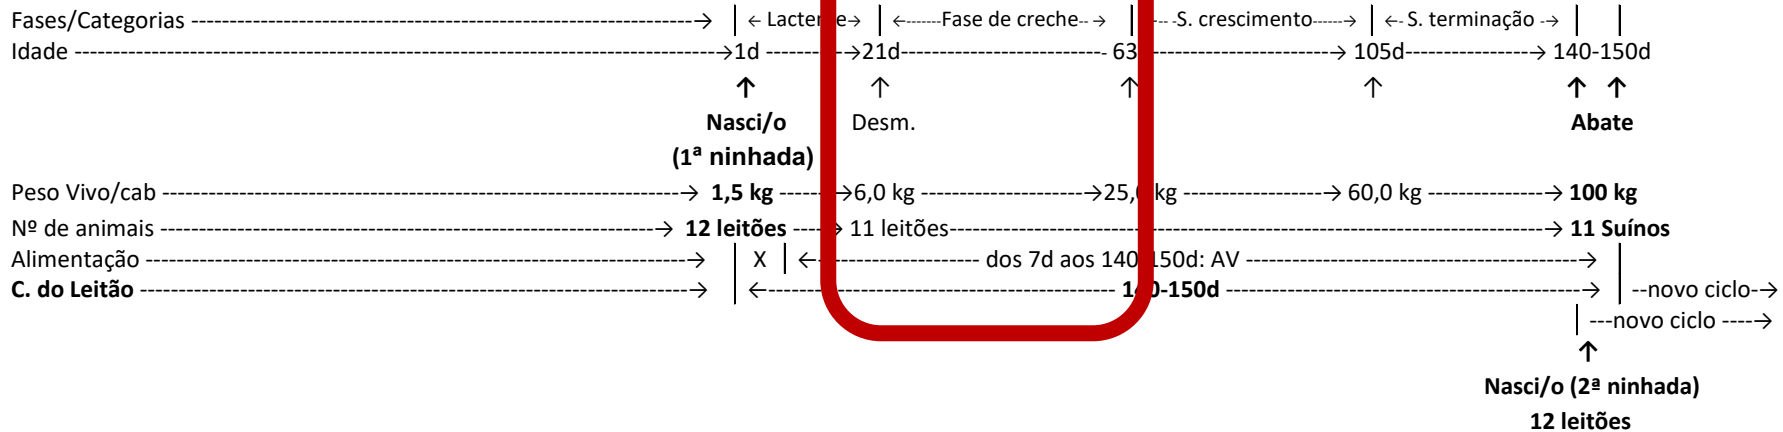 Fases/Categorias → ← Lactente → ← Fase de creche → S. crescimento → ← S. terminação →
Idade → 1d → 21d 63 → 105d → 140-150d
↑ ↑ ↑ ↑ ↑ ↑
Nasci/o Desm. Abate
(1ª ninhada)
Peso Vivo/cab → 1,5 kg → 6,0 kg → 25,0 kg → 60,0 kg → 100 kg
Nº de animais → 12 leitões → 11 leitões → 11 Suínos
Alimentação → X ← dos 7d aos 140-150d: AV →
C. do Leitão → ← 140-150d → --novo ciclo-→
---novo ciclo ----→
↑
Nasci/o (2ª ninhada)
12 leitões